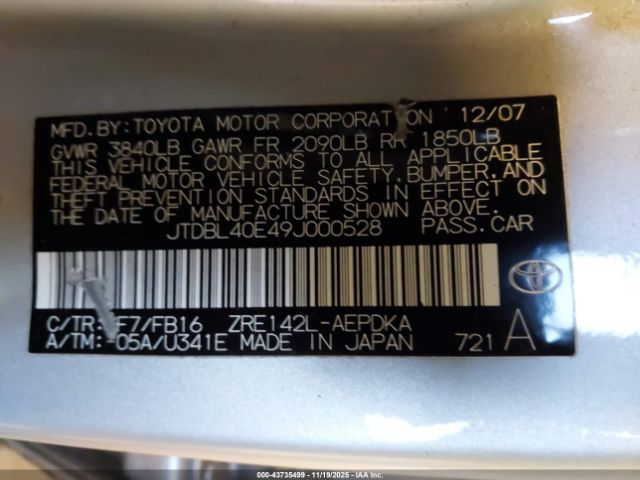 MFD.BY:TOYOTA MOTOR CORPORATION 12/07
GVWR 3840LB GAWR FR 2090LB RR 1850LB
THIS VEHICLE CONFORMS TO ALL APPLICABLE
FEDERAL MOTOR VEHICLE SAFETY,BUMPER,AND
THEFT PREVENTION STANDARDS IN EFFECT ON
THE DATE OF MANUFACTURE SHOWN ABOVE.
JTDBL40E49J000528 PASS.CAR
C/TR: F7/FB16 ZRE142L-AEPDKA
A/TM:-05A/U341E MADE IN JAPAN 721 A
TOYOTA
000-43735499 - 11/19/2025 - IAA, Inc.